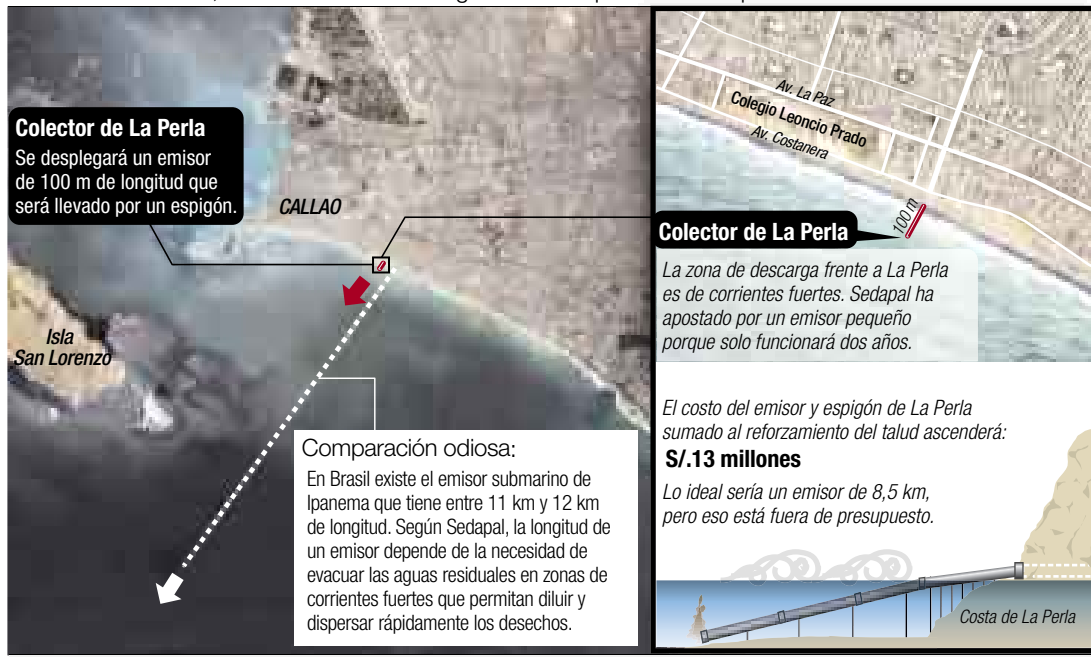 Colector de La Perla
Se desplegará un emisor
de 100 m de longitud que
será llevado por un espigón.
CALLAO
Isla
San Lorenzo
Comparación odiosa:
En Brasil existe el emisor submarino de
Ipanema que tiene entre 11 km y 12 km
de longitud. Según Sedapal, la longitud de
un emisor depende de la necesidad de
evacuar las aguas residuales en zonas de
corrientes fuertes que permitan diluir y
dispersar rápidamente los desechos.
Av. La Paz
Colegio Leoncio Prado
Av. Costanera
100 m
Colector de La Perla
La zona de descarga frente a La Perla
es de corrientes fuertes. Sedapal ha
apostado por un emisor pequeño
porque solo funcionará dos años.
El costo del emisor y espigón de La Perla
sumado al reforzamiento del talud ascenderá:
S/.13 millones
Lo ideal sería un emisor de 8,5 km,
pero eso está fuera de presupuesto.
Costa de La Perla